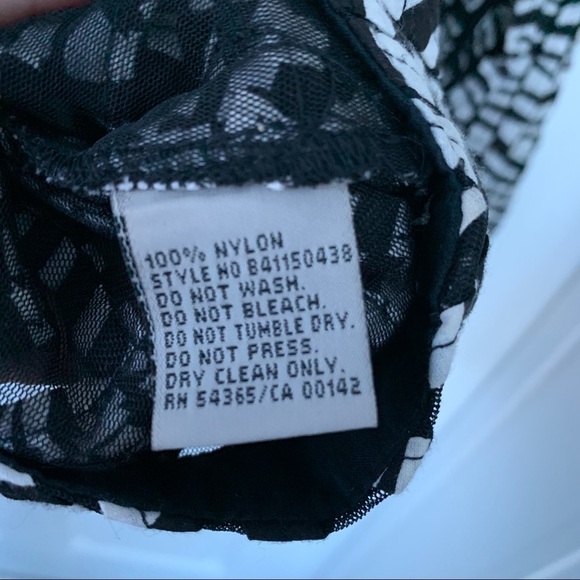 100% NYLON
STYLE NO B41150438
DO NOT WASH.
DO NOT BLEACH.
DO NOT TUMBLE DRY.
DO NOT PRESS.
DRY CLEAN ONLY.
RN 54365/CA 00142